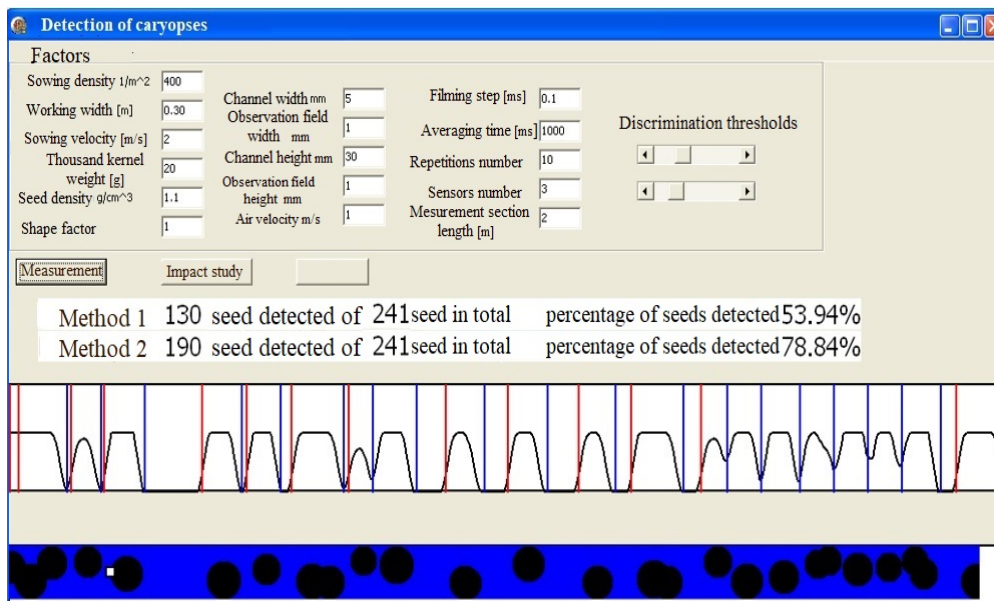 Detection of caryopses
Factors
Sowing density 1/m^2 400
Working width [m] 0.30
Sowing velocity [m/s] 2
Thousand kernel
weight [g] 20
Seed density g/cm^3 1.1
Shape factor 1
Channel width mm 5
Observation field
width mm 1
Channel height mm 30
Observation field
height mm 1
Air velocity m/s 1
Filming step [ms] 0.1
Averaging time [ms] 1000
Repetitions number 10
Sensors number 3
Mesurement section
length [m] 2
Discrimination thresholds
Measurement Impact study
Method 1 130 seed detected of 241 seed in total percentage of seeds detected 53.94%
Method 2 190 seed detected of 241 seed in total percentage of seeds detected 78.84%